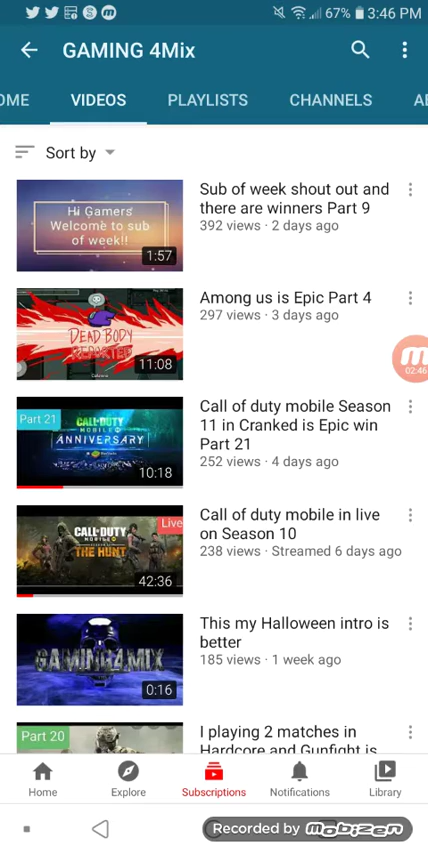 67% 3:46 PM
GAMING 4Mix
OME VIDEOS PLAYLISTS CHANNELS
Sort by
Hi Gamers
Welcome to sub
of week!!
1:57
Sub of week shout out and
there are winners Part 9
392 views · 2 days ago
DEAD BODY
REPORTED
11:08
Among us is Epic Part 4
297 views · 3 days ago
02:46
Part 21
CALL OF DUTY
MOBILE
ANNIVERSARY
10:18
Call of duty mobile Season
11 in Cranked is Epic win
Part 21
252 views · 4 days ago
Live
CALL OF DUTY
MOBILE
THE HUNT
42:36
Call of duty mobile in live
on Season 10
238 views · Streamed 6 days ago
GAMING4MIX
0:16
This my Halloween intro is
better
185 views · 1 week ago
Part 20
I playing 2 matches in
Hardcore and Gunfight is
Home Explore Subscriptions Notifications Library
Recorded by MOBIZEN